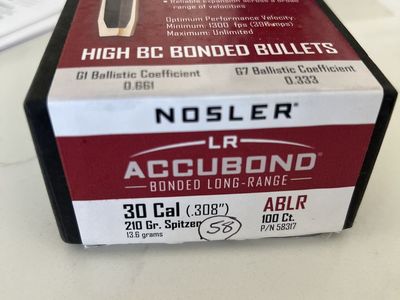 • Reliable expansion across a broad
range of velocities
Optimum Performance Velocity:
Minimum: 1300 fps (308mps)
Maximum: Unlimited
HIGH BC BONDED BULLETS
G1 Ballistic Coefficient
0.661
G7 Ballistic Coefficient
0.333
NOSLER®
LR
ACCUBOND®
BONDED LONG-RANGE
30 Cal (.308")
210 Gr. Spitzer
13.6 grams
58
ABLR
100 Ct.
P/N 58317